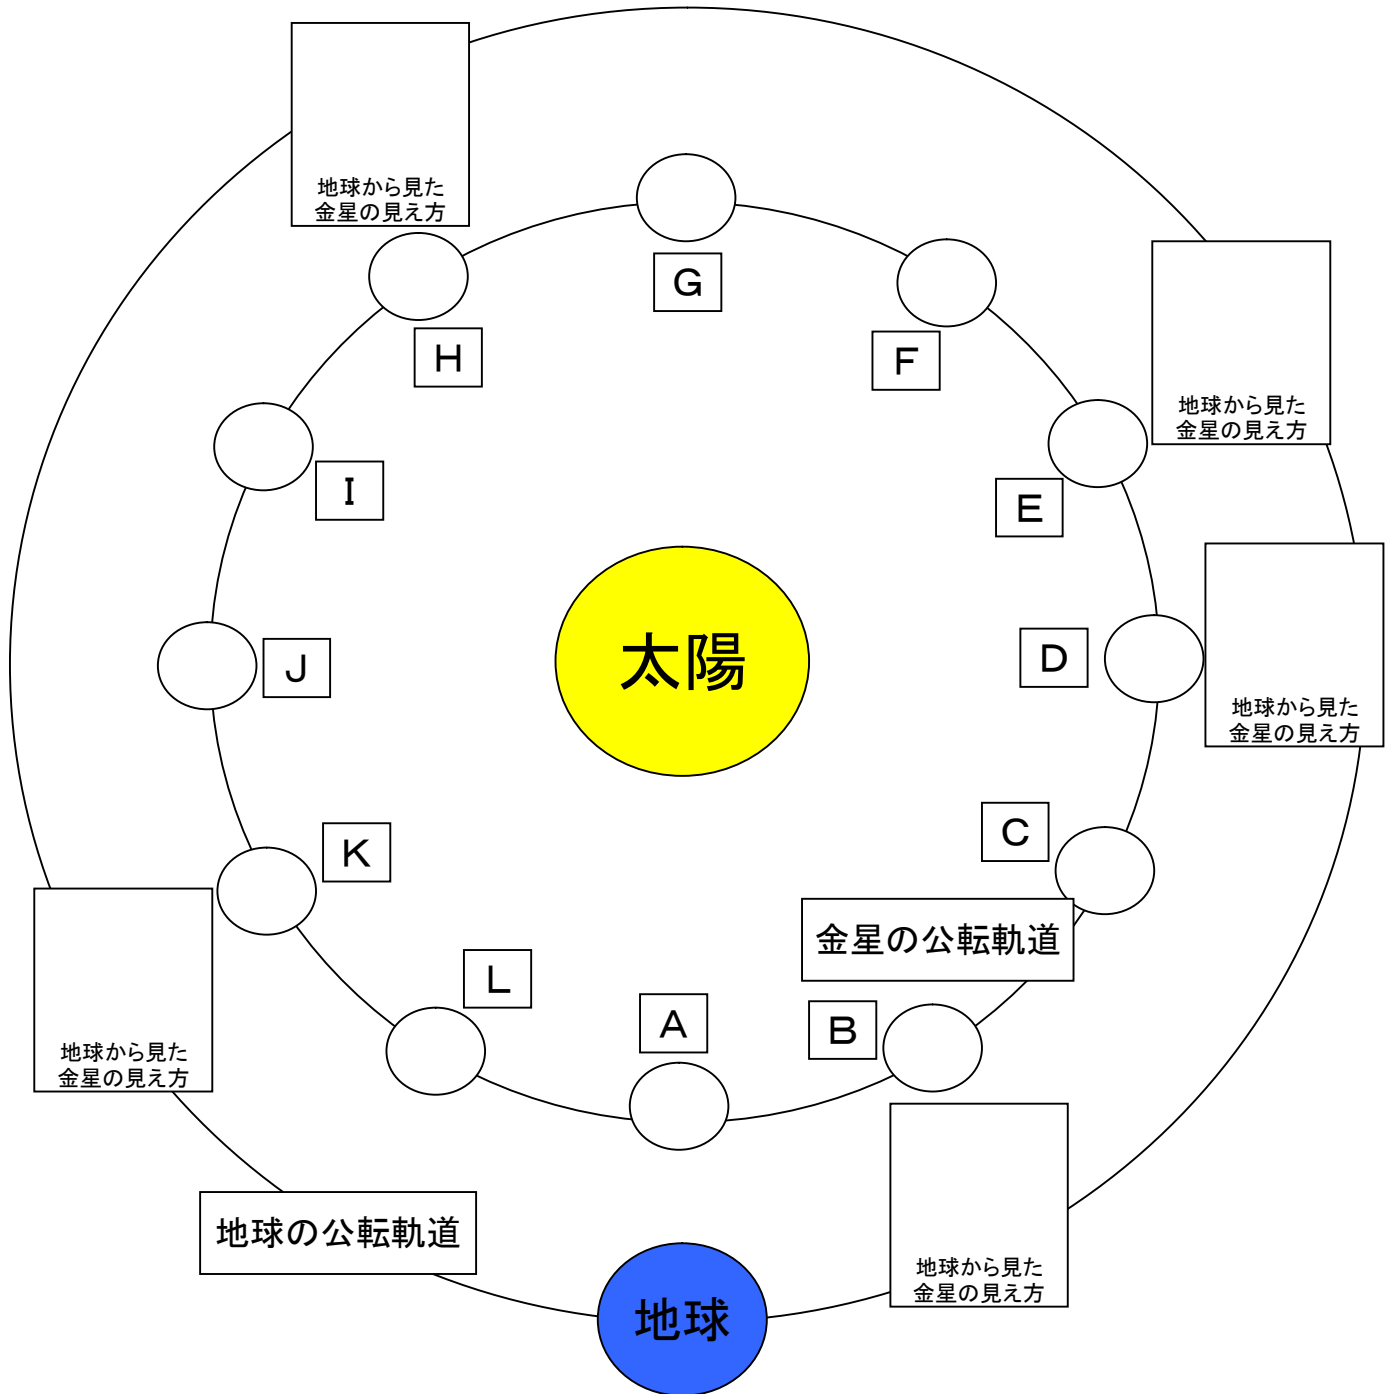 地球から見た
金星の見え方
G
H
F
地球から見た
金星の見え方
I
E
太陽
J
D
地球から見た
金星の見え方
C
K
金星の公転軌道
L
A
B
地球から見た
金星の見え方
地球の公転軌道
地球から見た
金星の見え方
地球